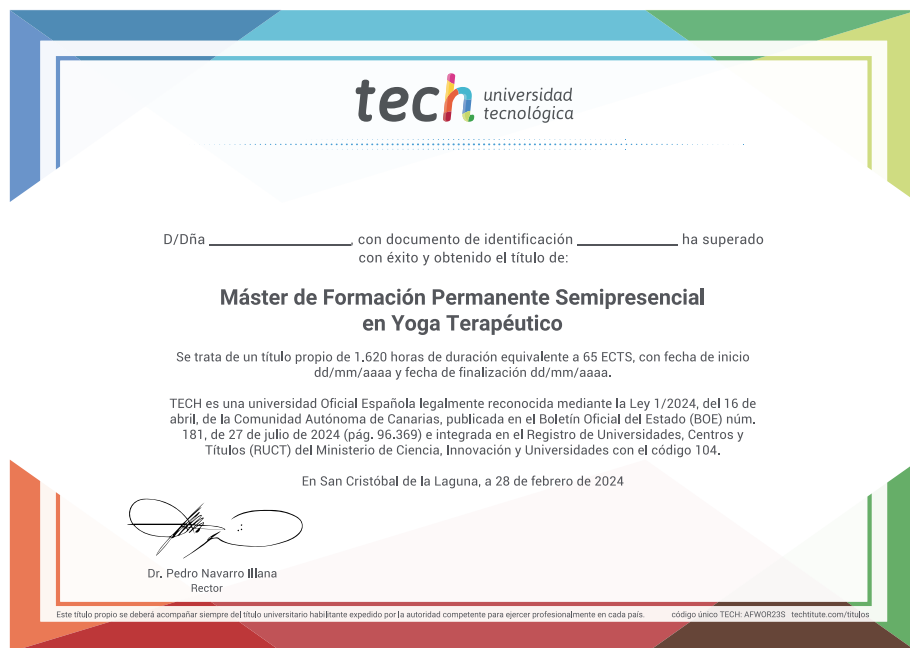 tech universidad
tecnológica
D/Dña ______________, con documento de identificación __________ ha superado
con éxito y obtenido el título de:
Máster de Formación Permanente Semipresencial
en Yoga Terapéutico
Se trata de un título propio de 1.620 horas de duración equivalente a 65 ECTS, con fecha de inicio
dd/mm/aaaa y fecha de finalización dd/mm/aaaa.
TECH es una universidad Oficial Española legalmente reconocida mediante la Ley 1/2024, del 16 de
abril, de la Comunidad Autónoma de Canarias, publicada en el Boletín Oficial del Estado (BOE) núm.
181, de 27 de julio de 2024 (pág. 96.369) e integrada en el Registro de Universidades, Centros y
Títulos (RUCT) del Ministerio de Ciencia, Innovación y Universidades con el código 104.
En San Cristóbal de la Laguna, a 28 de febrero de 2024
Dr. Pedro Navarro Illana
Rector
Este título propio se deberá acompañar siempre del título universitario habilitante expedido por la autoridad competente para ejercer profesionalmente en cada país. código único TECH: AFWOR23S techtitute.com/titulos